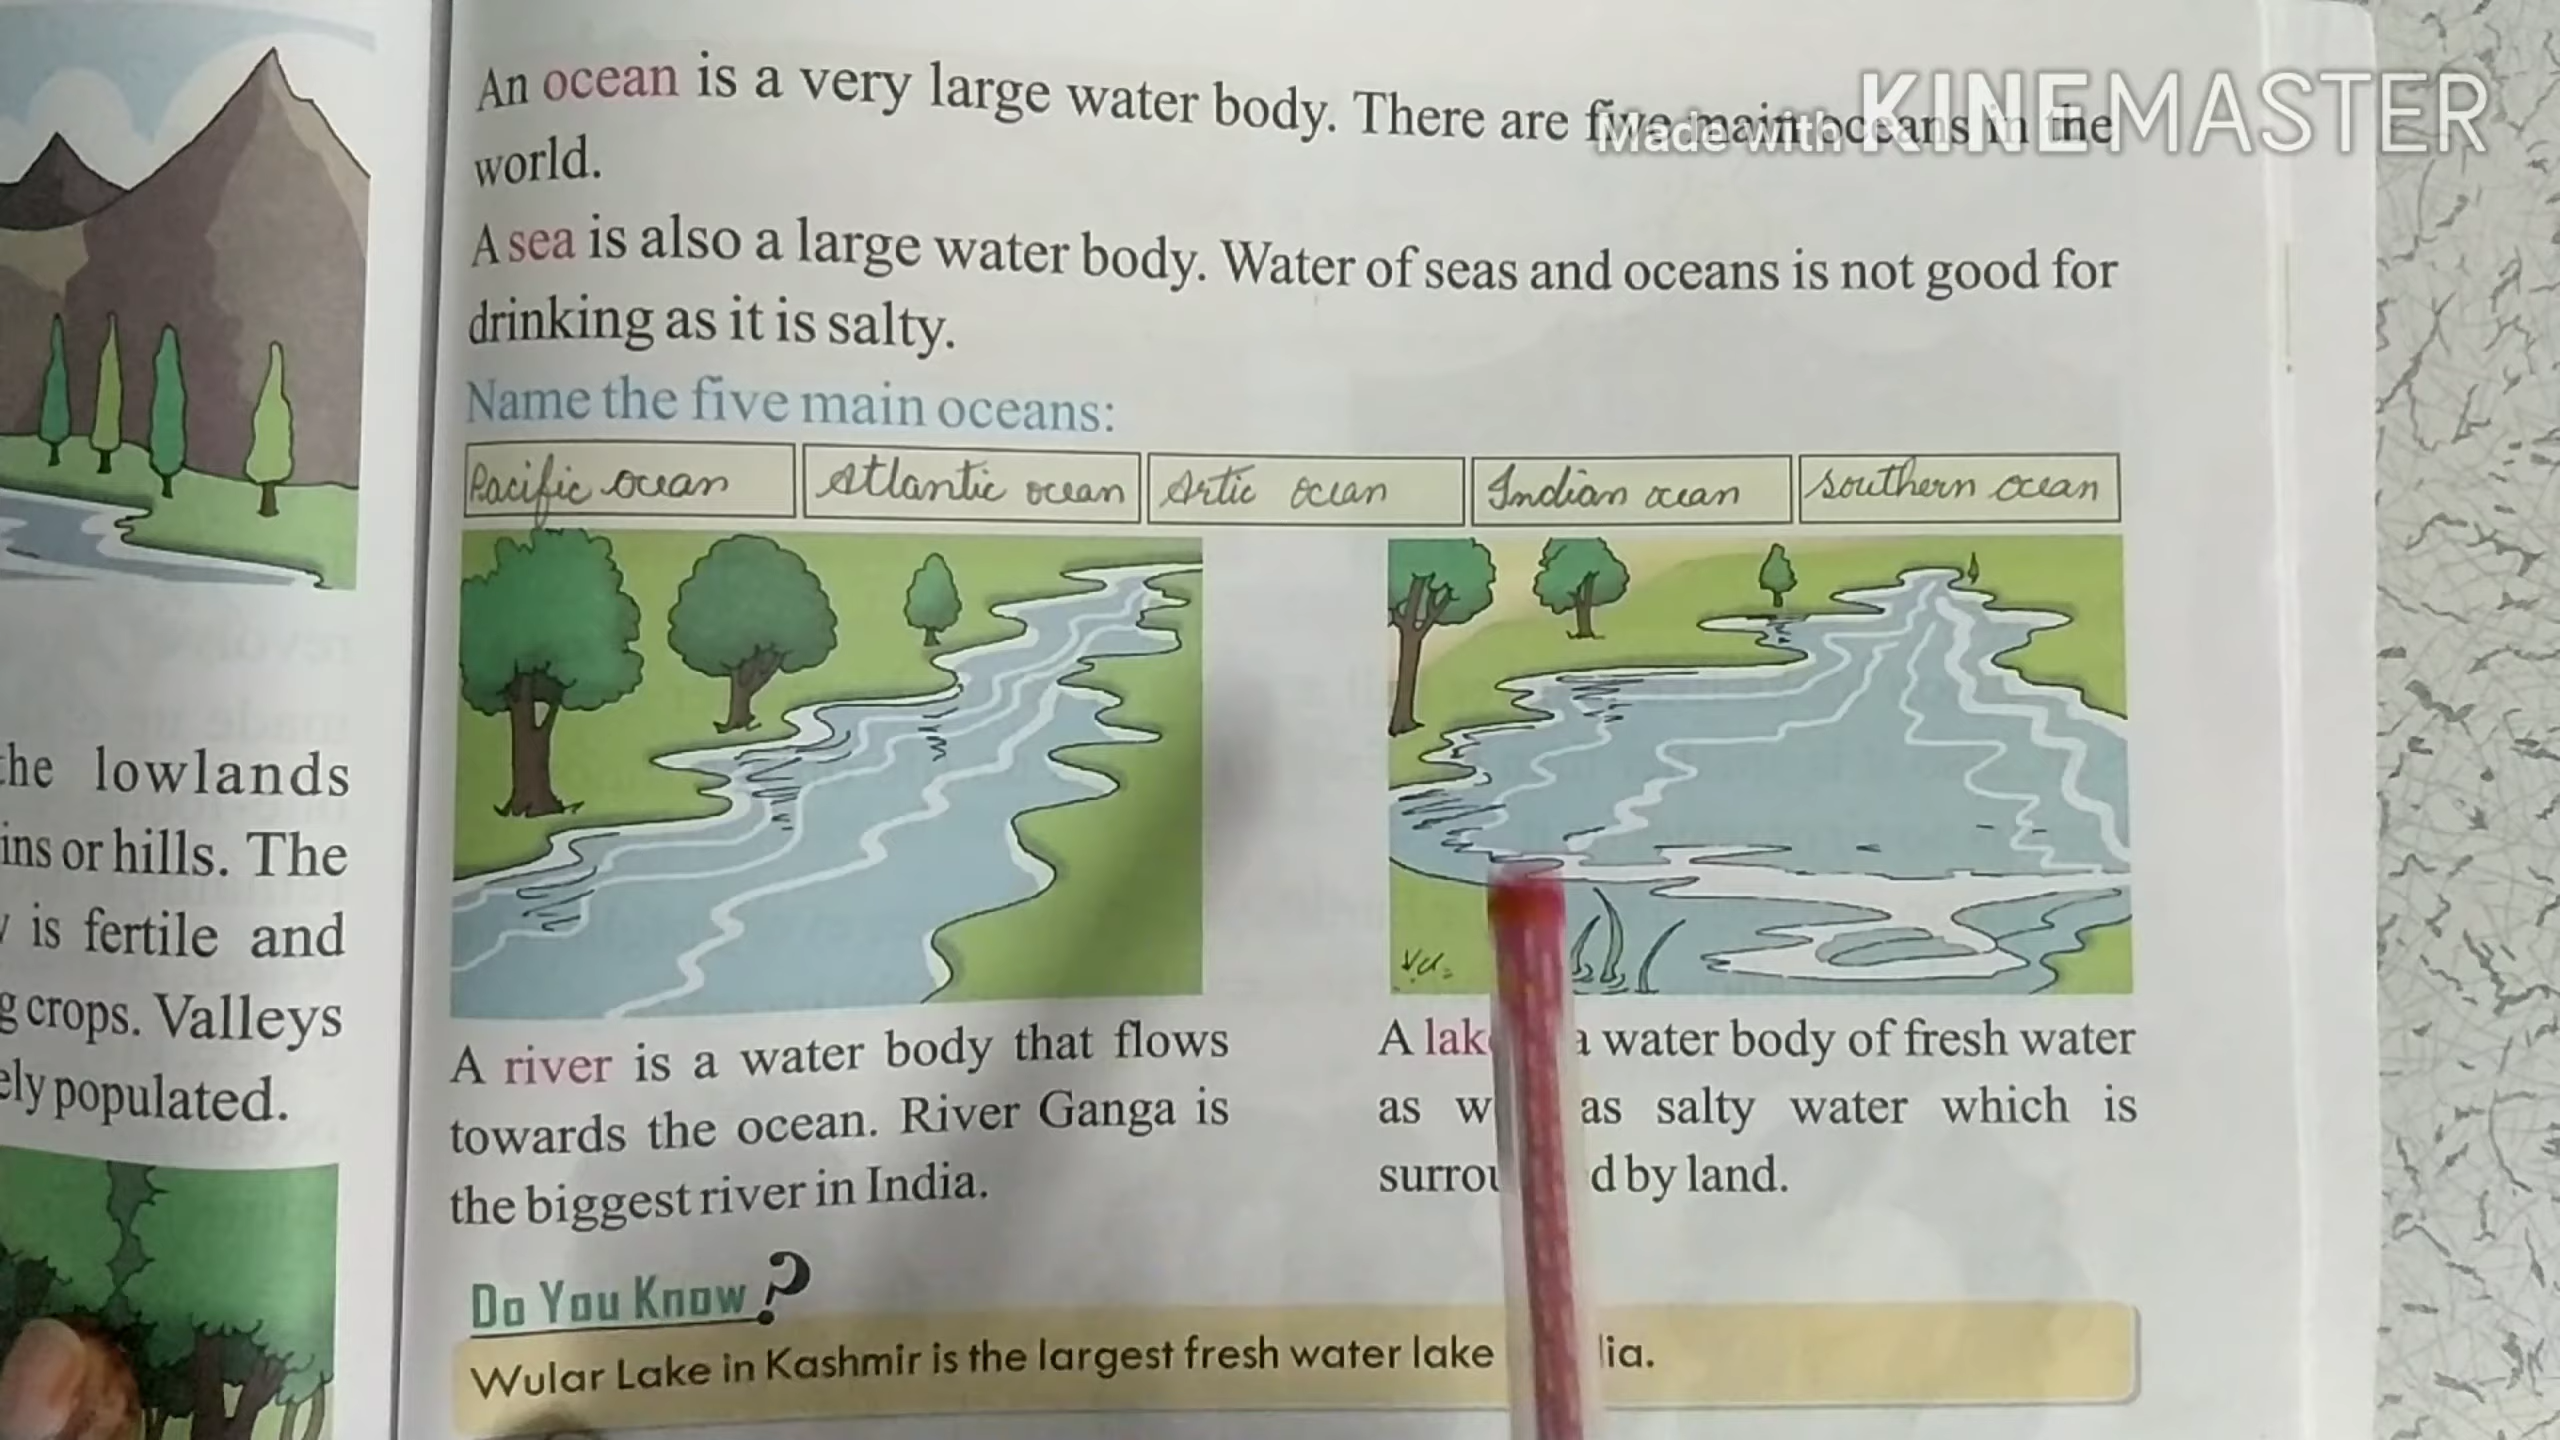 An ocean is a very large water body. There are five main oceans in the
world.
A sea is also a large water body. Water of seas and oceans is not good for
drinking as it is salty.
Name the five main oceans:
Pacific ocean
Atlantic ocean
Artic ocean
Indian ocean
southern ocean
A river is a water body that flows
towards the ocean. River Ganga is
the biggest river in India.
A a water body of fresh water
as as salty water which is
by land.
Do You Know?
Wular Lake in Kashmir is the largest fresh water lake
Made with KINEMASTER
lowlands
or hills. The
is fertile and
crops. Valleys
populated.